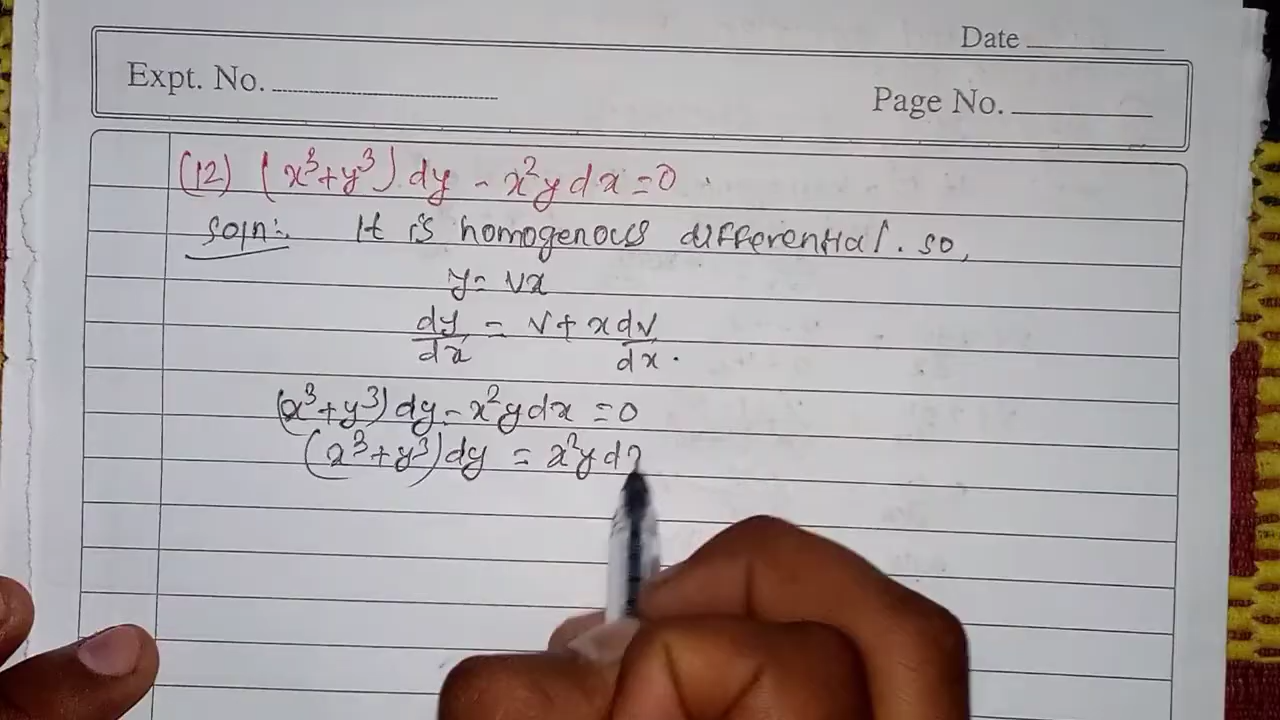 Date
Expt. No.
Page No.
(12) (x³+y³) dy - x²y dx = 0
Soln:- It is homogenous differential. so,
y = vx
dy/dx = v + x dv/dx.
(x³+y³) dy - x²y dx = 0
(x³+y³) dy = x²y dx